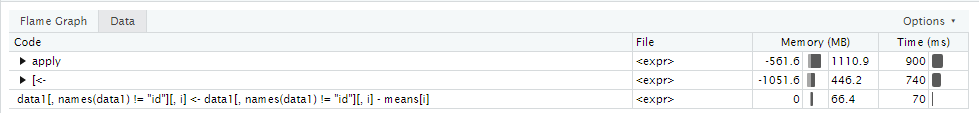 Flame Graph Data Options ▼
Code File Memory (MB) Time (ms)
▶ apply <expr> -561.6 1110.9 900
▶ [<- <expr> -1051.6 446.2 740
data1[, names(data1) != "id"][, i] <- data1[, names(data1) != "id"][, i] - means[i] <expr> 0 66.4 70